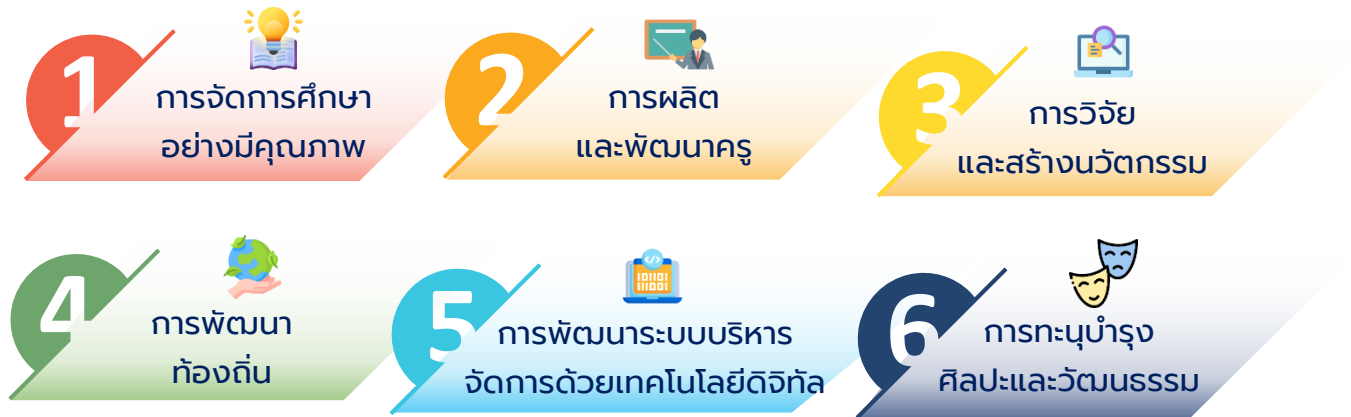 1
การจัดการศึกษา
อย่างมีคุณภาพ
2
การผลิต
และพัฒนาครู
3
การวิจัย
และสร้างนวัตกรรม
4
การพัฒนา
ท้องถิ่น
5
การพัฒนาระบบบริหาร
จัดการด้วยเทคโนโลยีดิจิทัล
6
การทะนุบำรุง
ศิลปะและวัฒนธรรม